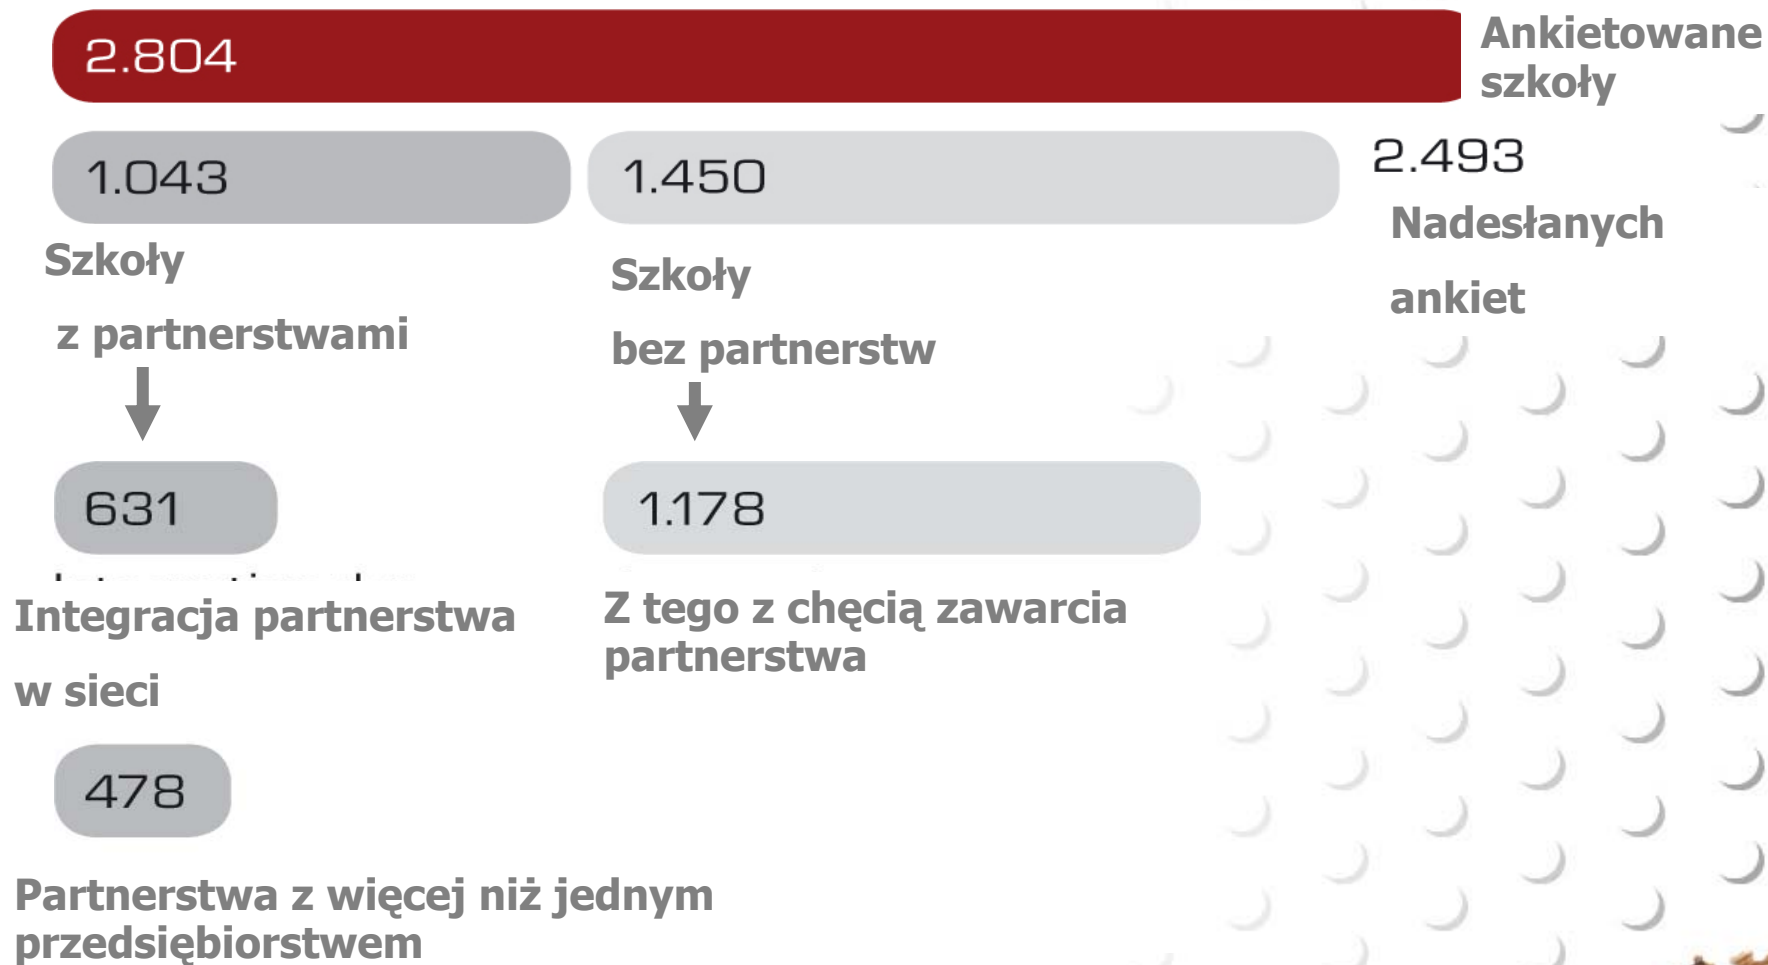 2.804
Ankietowane
szkoły
1.043
1.450
2.493
Nadesłanych
ankiet
Szkoły
z partnerstwami
Szkoły
bez partnerstw
631
1.178
Integracja partnerstwa
w sieci
Z tego z chęcią zawarcia
partnerstwa
478
Partnerstwa z więcej niż jednym
przedsiębiorstwem